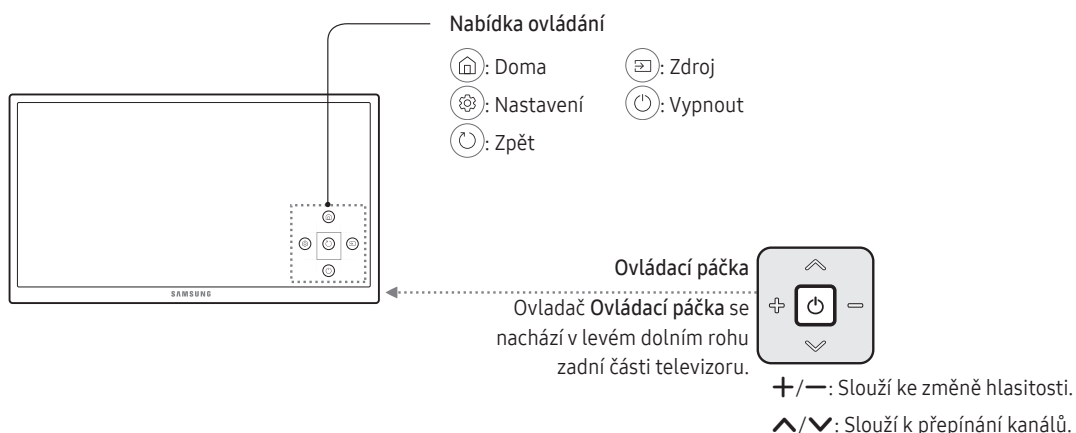 Nabídka ovládání
: Doma
: Zdroj
: Nastavení
: Vypnout
: Zpět
SAMSUNG
Ovládací páčka
Ovladač Ovládací páčka se
nachází v levém dolním rohu
zadní části televizoru.
+/−: Slouží ke změně hlasitosti.
∧/∨: Slouží k přepínání kanálů.